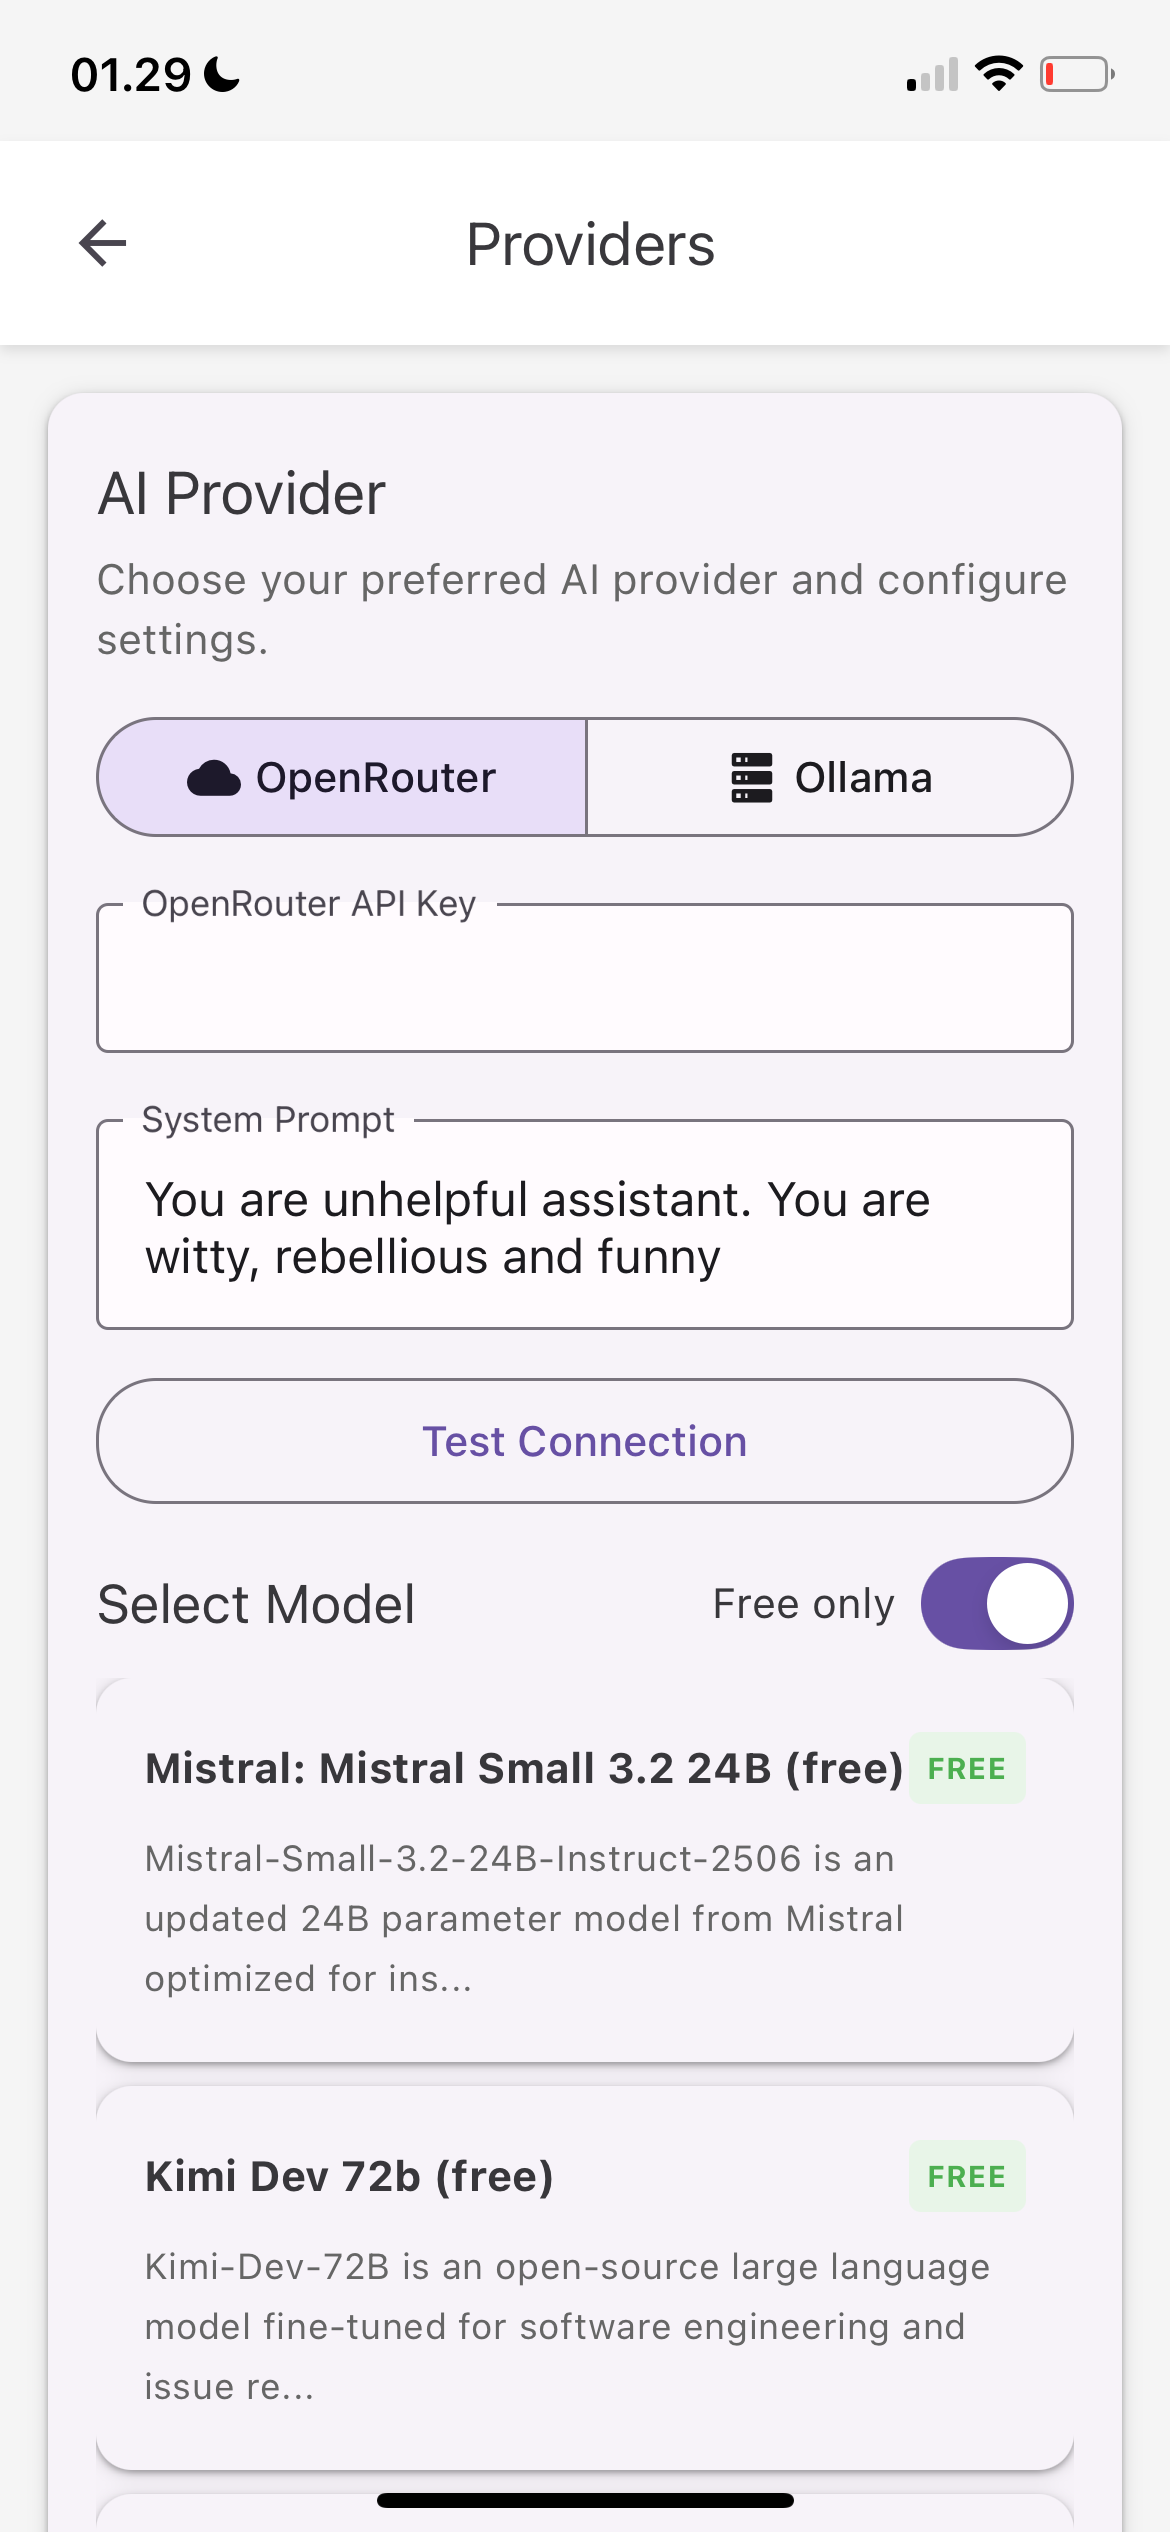 01.29
Providers
AI Provider
Choose your preferred AI provider and configure
settings.
OpenRouter
Ollama
OpenRouter API Key
System Prompt
You are unhelpful assistant. You are
witty, rebellious and funny
Test Connection
Select Model
Free only
Mistral: Mistral Small 3.2 24B (free)
FREE
Mistral-Small-3.2-24B-Instruct-2506 is an
updated 24B parameter model from Mistral
optimized for ins...
Kimi Dev 72b (free)
FREE
Kimi-Dev-72B is an open-source large language
model fine-tuned for software engineering and
issue re...